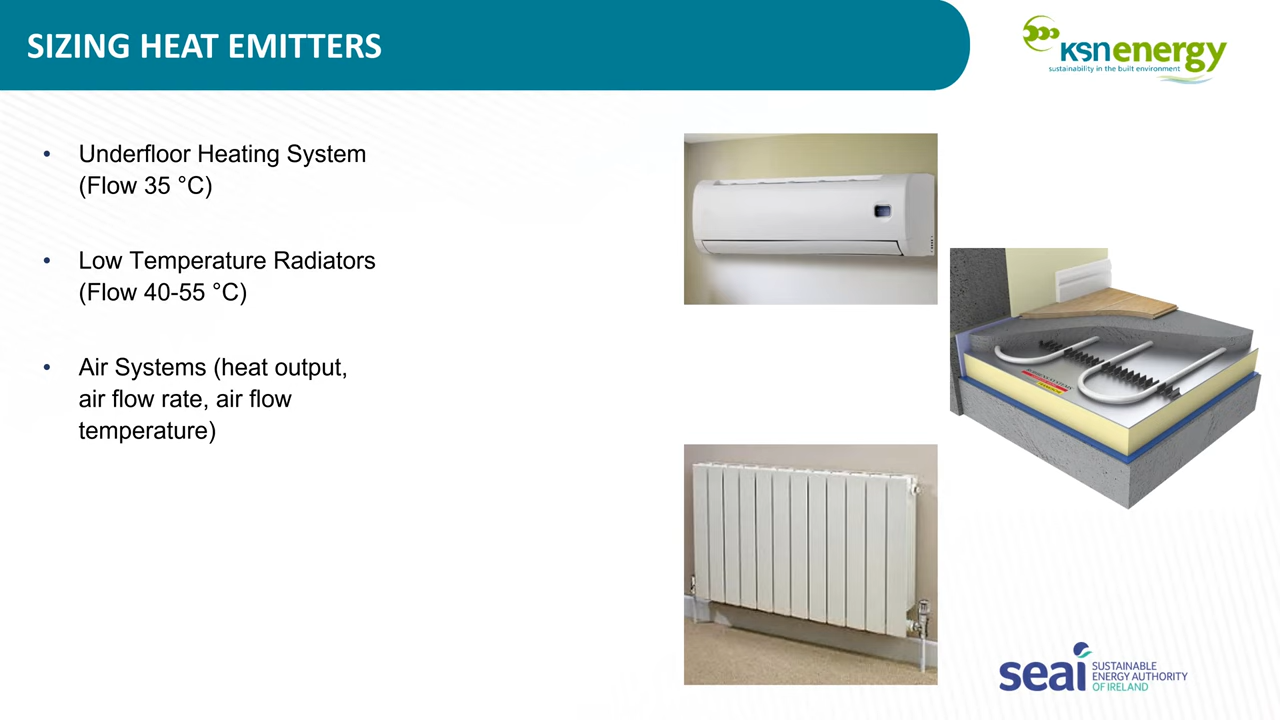 SIZING HEAT EMITTERS
KSNenergy
sustainability in the built environment
• Underfloor Heating System
(Flow 35 °C)
• Low Temperature Radiators
(Flow 40-55 °C)
• Air Systems (heat output,
air flow rate, air flow
temperature)
seai
SUSTAINABLE
ENERGY AUTHORITY
OF IRELAND